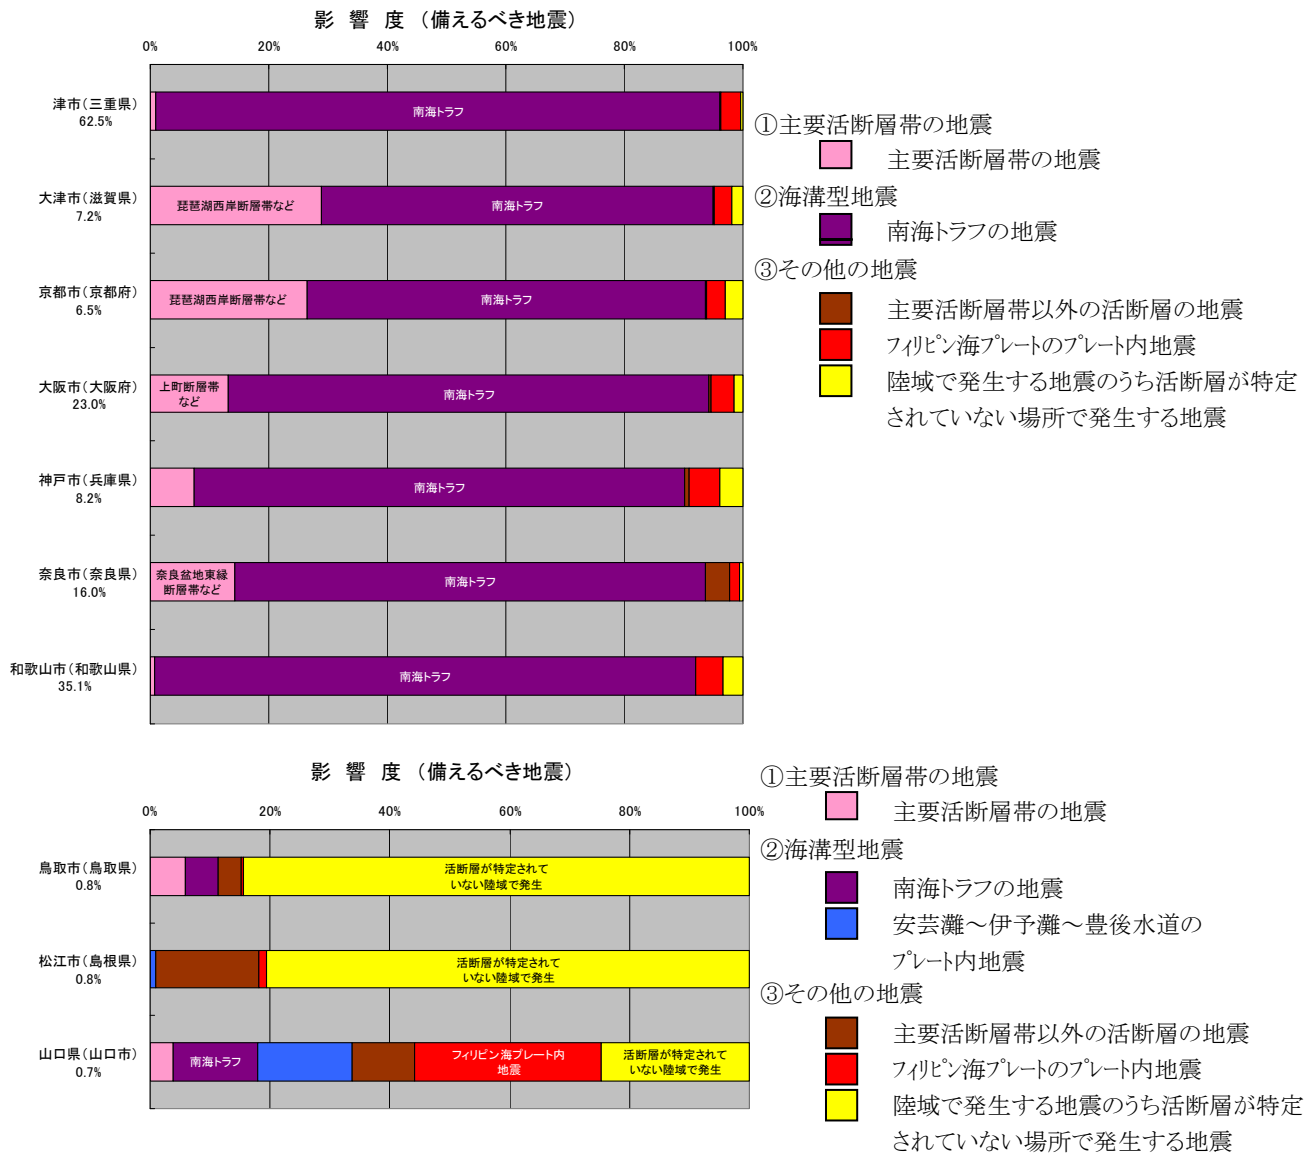 影 響 度 （備えるべき地震）
0% 20% 40% 60% 80% 100%
津市（三重県）
62.5%
南海トラフ
大津市（滋賀県）
7.2%
琵琶湖西岸断層帯など
南海トラフ
京都市（京都府）
6.5%
琵琶湖西岸断層帯など
南海トラフ
大阪市（大阪府）
23.0%
上町断層帯
など
南海トラフ
神戸市（兵庫県）
8.2%
南海トラフ
奈良市（奈良県）
16.0%
奈良盆地東縁
断層帯など
南海トラフ
和歌山市（和歌山県）
35.1%
南海トラフ
①主要活断層帯の地震
主要活断層帯の地震
②海溝型地震
南海トラフの地震
③その他の地震
主要活断層帯以外の活断層の地震
フィリピン海プレートのプレート内地震
陸域で発生する地震のうち活断層が特定
されていない場所で発生する地震
影 響 度 （備えるべき地震）
0% 20% 40% 60% 80% 100%
鳥取市（鳥取県）
0.8%
活断層が特定されて
いない陸域で発生
松江市（島根県）
0.8%
活断層が特定されて
いない陸域で発生
山口県（山口市）
0.7%
南海トラフ
フィリピン海プレート内
地震
活断層が特定されて
いない陸域で発生
①主要活断層帯の地震
主要活断層帯の地震
②海溝型地震
南海トラフの地震
安芸灘～伊予灘～豊後水道の
プレート内地震
③その他の地震
主要活断層帯以外の活断層の地震
フィリピン海プレートのプレート内地震
陸域で発生する地震のうち活断層が特定
されていない場所で発生する地震